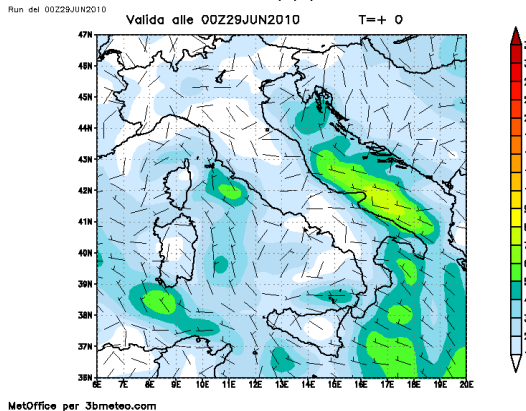 Run del 00Z29JUN2010
Valida alle 00Z29JUN2010 T=+ 0
47N
46N
45N
44N
43N
42N
41N
40N
39N
38N
37N
36N
6E 7E 8E 9E 10E 11E 12E 13E 14E 15E 16E 17E 18E 19E 20E
MetOffice per 3bmeteo.com